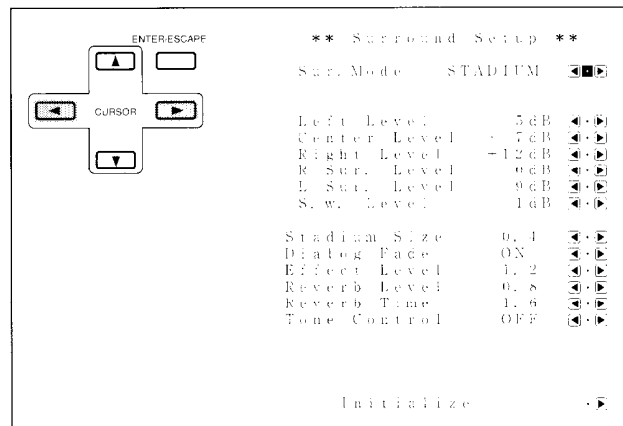 ENTER/ESCAPE
CURSOR
** Surround Setup **
Sur. Mode STADIUM
Left Level 5dB
Center Level 7dB
Right Level +12dB
R Sur. Level 0dB
L Sur. Level 9dB
S.w. Level 1dB
Stadium Size 0.4
Dialog Fade ON
Effect Level 1.2
Reverb Level 0.8
Reverb Time 1.6
Tone Control OFF
Initialize